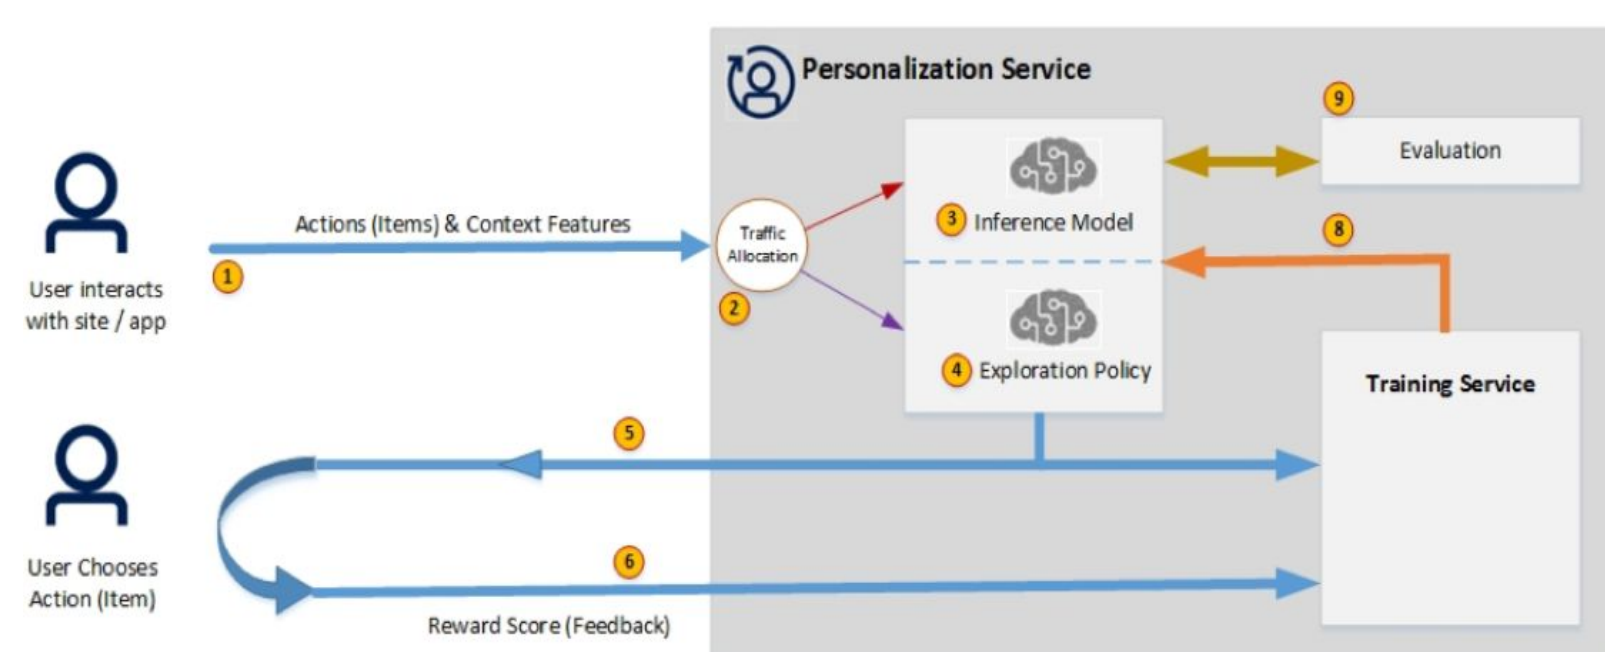 Personalization Service
9
Evaluation
Actions (Items) & Context Features
1
User interacts
with site / app
Traffic
Allocation
2
3 Inference Model
8
4 Exploration Policy
Training Service
5
User Chooses
Action (Item)
6
Reward Score (Feedback)